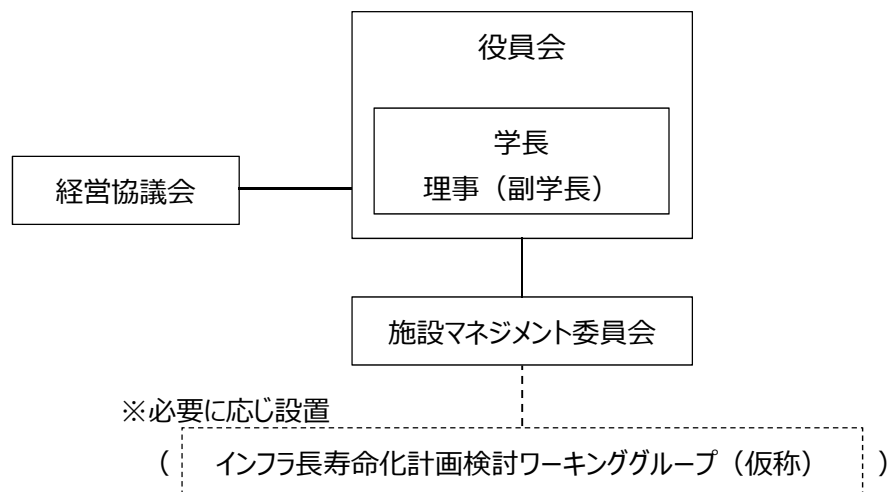 役員会
学長
理事（副学長）
経営協議会
施設マネジメント委員会
※必要に応じ設置
( インフラ長寿命化計画検討ワーキンググループ（仮称） )